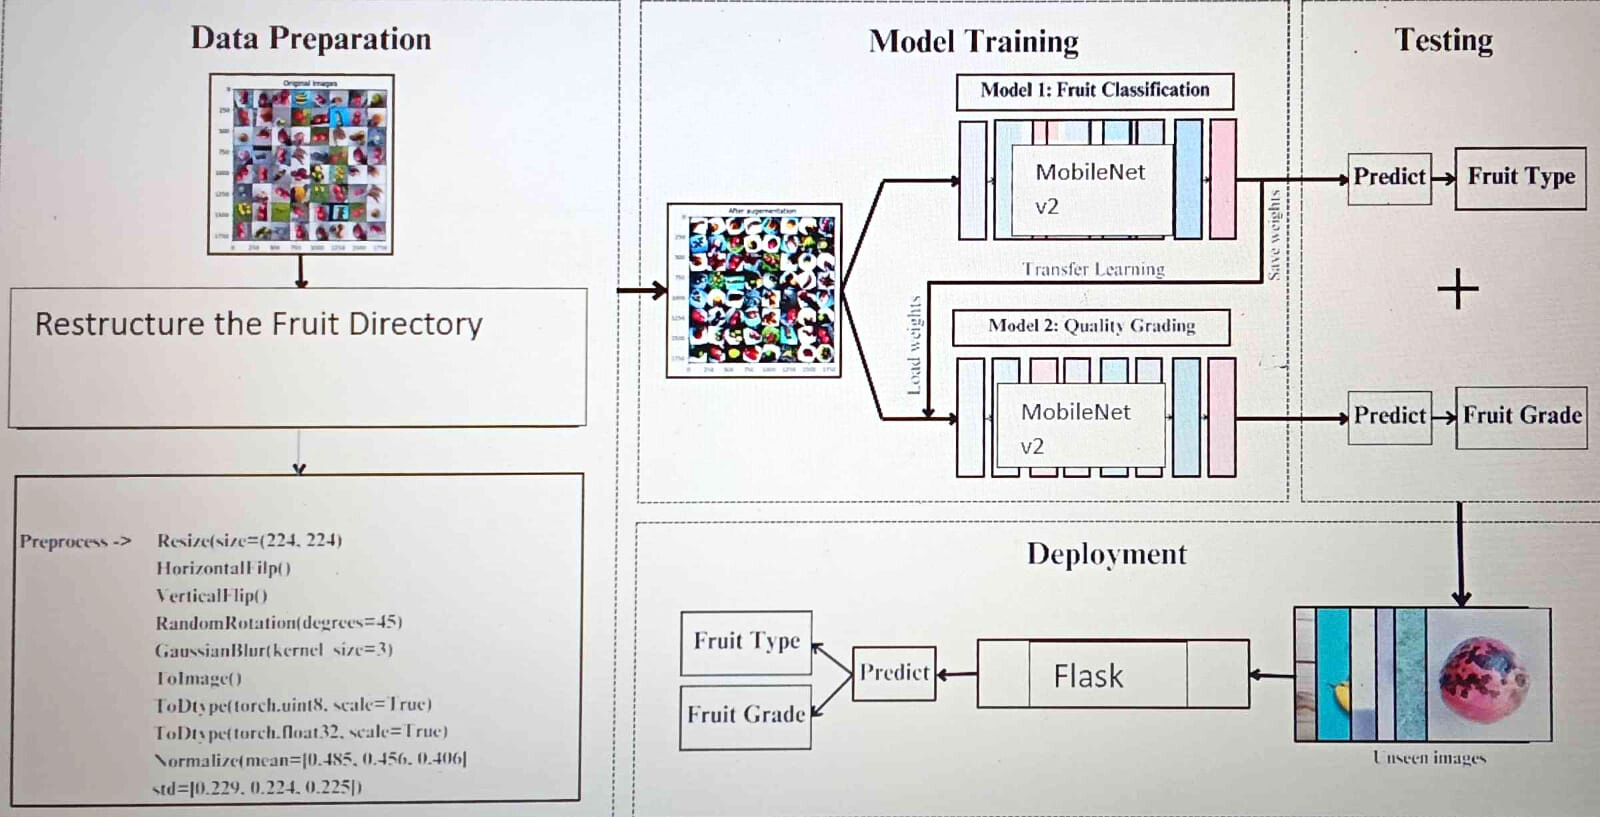 Data Preparation
Original Images
Restructure the Fruit Directory
Preprocess -> Resize(size=(224, 224)
HorizontalFilp()
VerticalFlip()
RandomRotation(degrees=45)
GaussianBlur(kernel_size=3)
ToImage()
ToDtype(torch.uint8, scale=True)
ToDtype(torch.float32, scale=True)
Normalize(mean=[0.485, 0.456, 0.406]
std=[0.229, 0.224, 0.225])
Model Training
After augementation
Model 1: Fruit Classification
MobileNet
v2
Save weights
Transfer Learning
Load weights
Model 2: Quality Grading
MobileNet
v2
Testing
Predict
Fruit Type
+
Predict
Fruit Grade
Deployment
Fruit Type
Fruit Grade
Predict
Flask
Unseen images